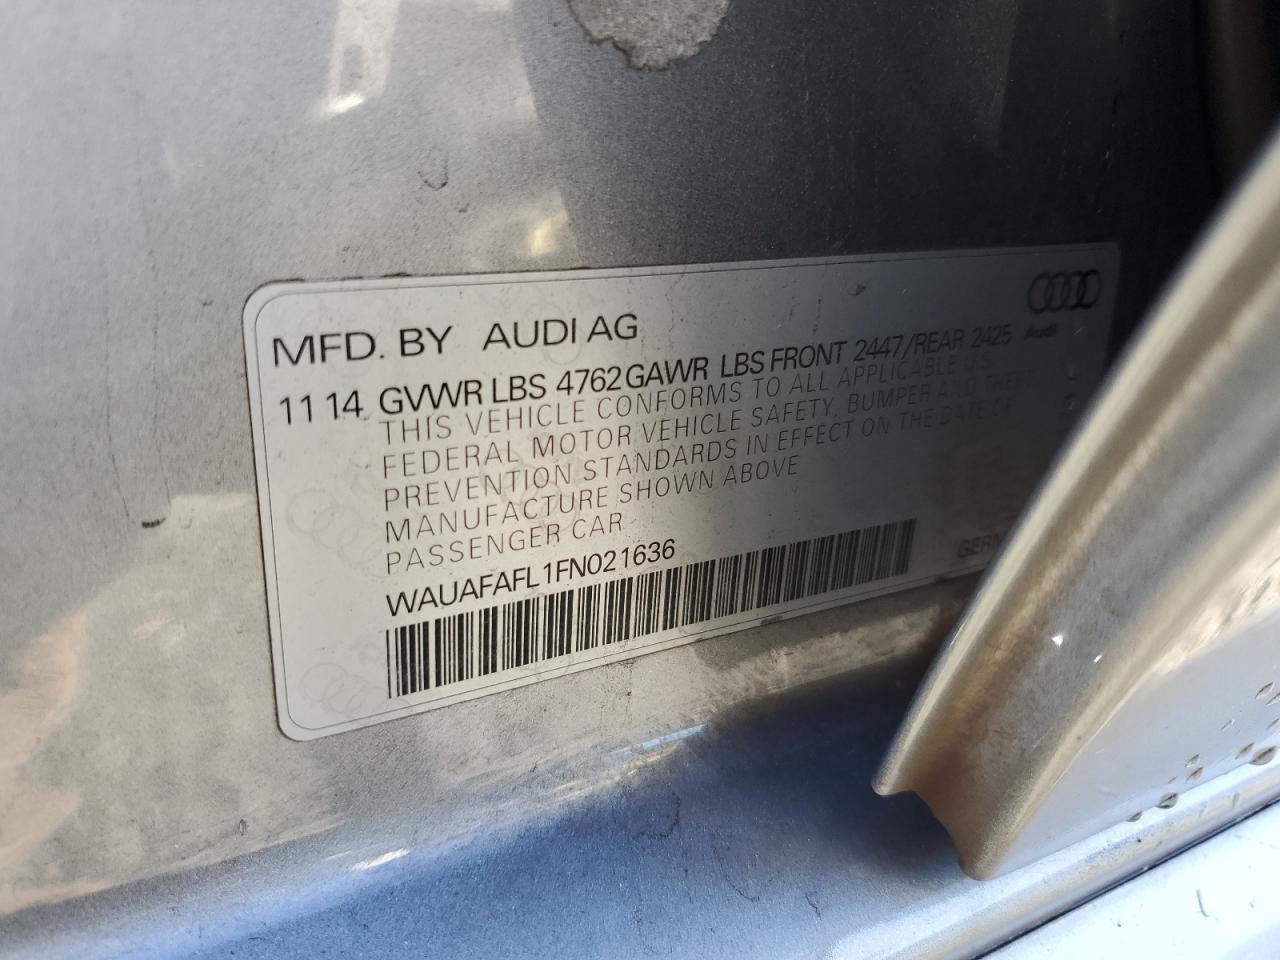 MFD. BY AUDI AG
Audi
11 14 GVWR LBS 4762 GAWR LBS FRONT 2447/REAR 2425
THIS VEHICLE CONFORMS TO ALL APPLICABLE U.S.
FEDERAL MOTOR VEHICLE SAFETY, BUMPER AND THEFT
PREVENTION STANDARDS IN EFFECT ON THE DATE OF
MANUFACTURE SHOWN ABOVE
PASSENGER CAR
WAUAFAFL1FN021636